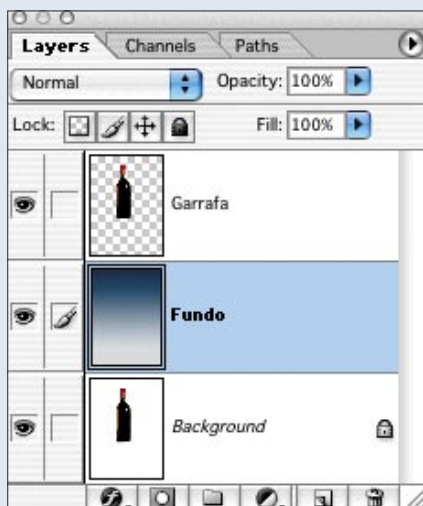 Layers Channels Paths
Normal Opacity: 100%
Lock: Fill: 100%
Garrafa
Fundo
Background